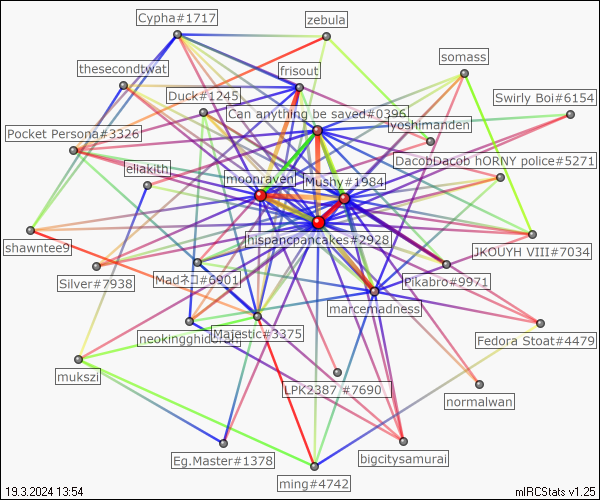 Cypha#1717
zebula
somass
thesecondtwat
frisout
Duck#1245
Swirly Boi#6154
Can anything be saved#0396
yoshimanden
Pocket Persona#3326
DacobDacob hORNY police#5271
eliakith
moonraven
Mushy#1984
hispancpancakes#2928
shawntee9
JKOUYH VIII#7034
Silver#7938
Madネコ#6901
Pikabro#9971
marcemadness
Majestic#3375
Fedora Stoat#4479
mukszi
LPK2387 #7690
normalwan
Eg.Master#1378
bigcitysamurai
ming#4742
19.3.2024 13:54
mIRCStats v1.25